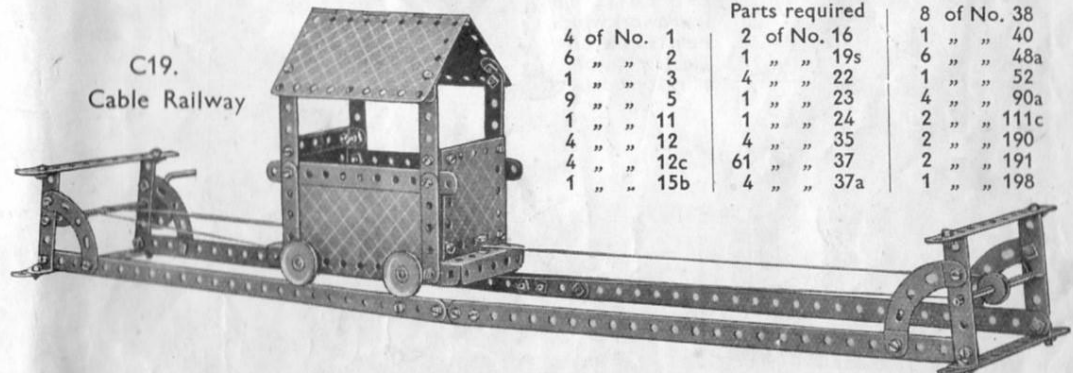 C19.
Cable Railway
Parts required
4 of No. 1
6 „ „ 2
1 „ „ 3
9 „ „ 5
1 „ „ 11
4 „ „ 12
4 „ „ 12c
1 „ „ 15b
2 of No. 16
1 „ „ 19s
4 „ „ 22
1 „ „ 23
1 „ „ 24
4 „ „ 35
61 „ „ 37
4 „ „ 37a
8 of No. 38
1 „ „ 40
6 „ „ 48a
1 „ „ 52
4 „ „ 90a
2 „ „ 111c
2 „ „ 190
2 „ „ 191
1 „ „ 198